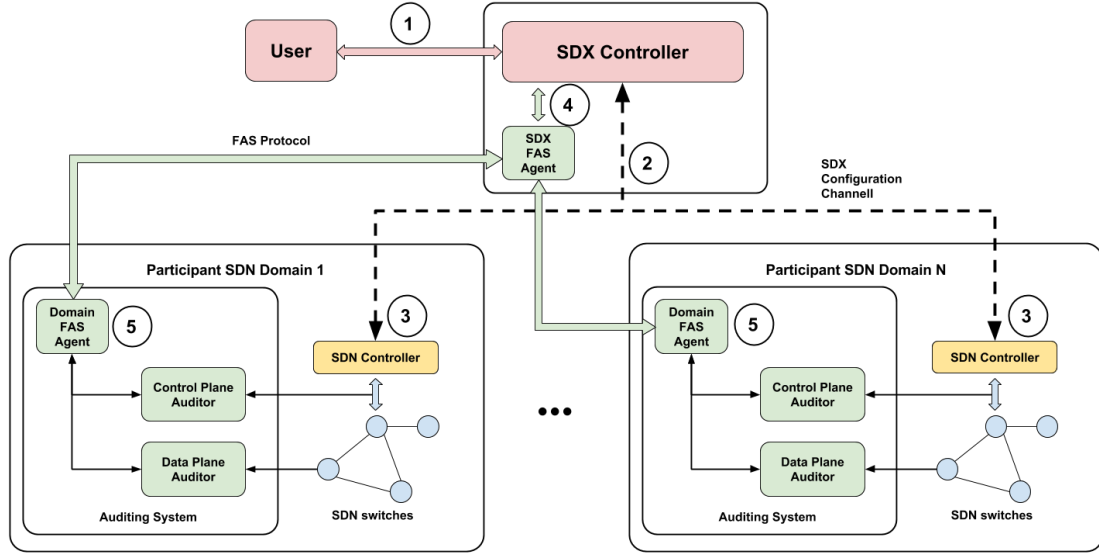 1
User
SDX Controller
4
SDX
FAS
Agent
FAS Protocol
2
SDX
Configuration
Channell
Participant SDN Domain 1
Domain
FAS
Agent
5
3
SDN Controller
Control Plane
Auditor
Data Plane
Auditor
Auditing System
SDN switches
Participant SDN Domain N
Domain
FAS
Agent
5
3
SDN Controller
Control Plane
Auditor
Data Plane
Auditor
Auditing System
SDN switches